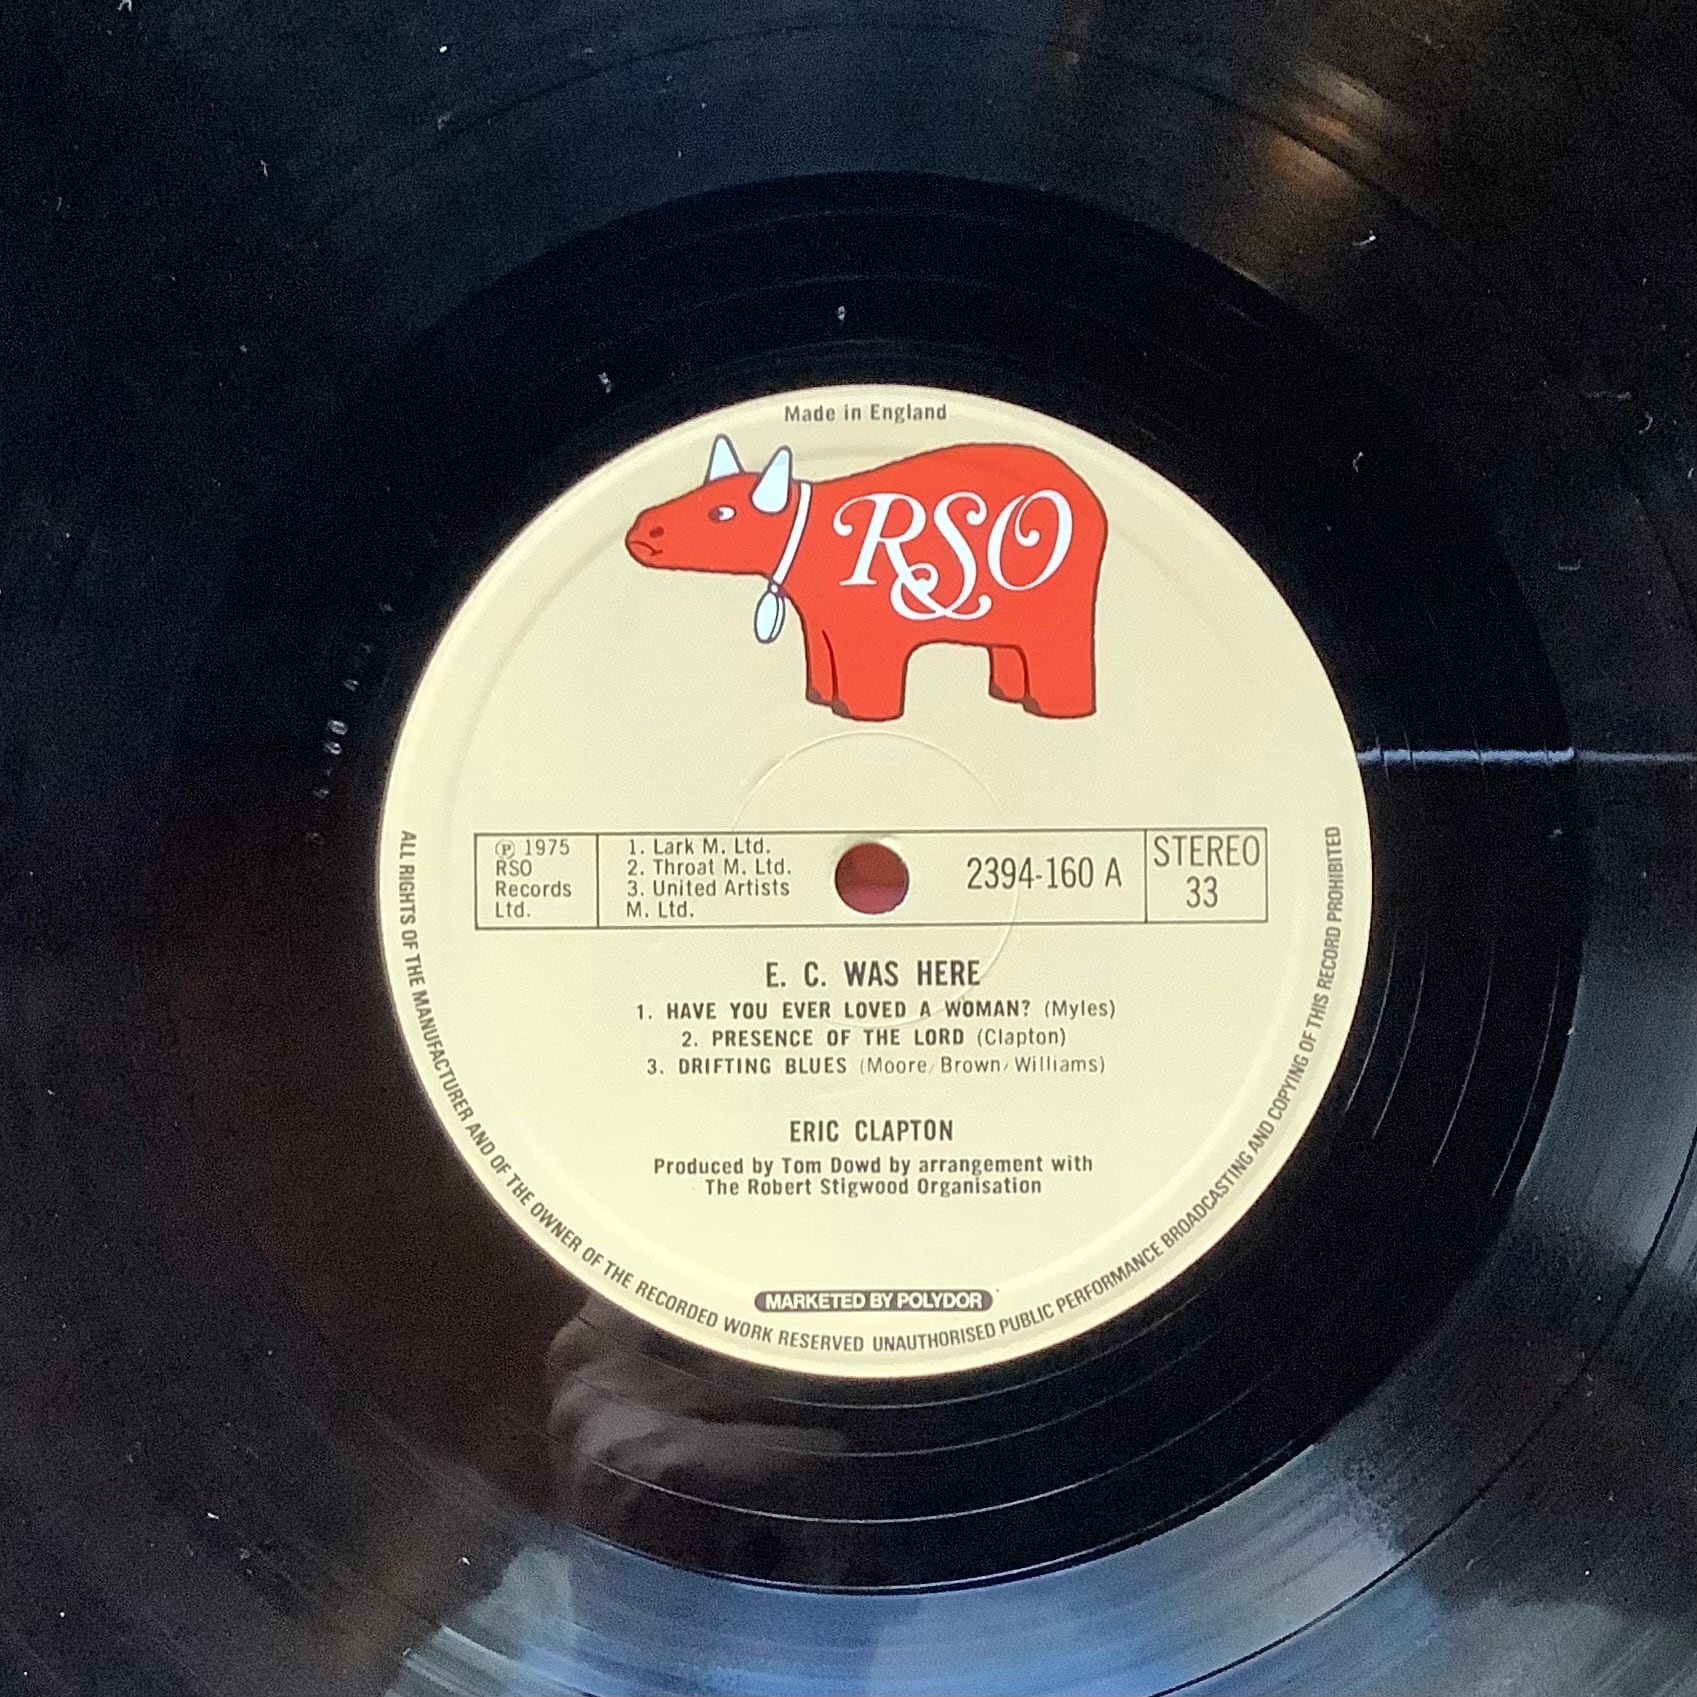 Made in England
RSO
℗ 1975
RSO
Records
Ltd.
1. Lark M. Ltd.
2. Throat M. Ltd.
3. United Artists
M. Ltd.
2394-160 A
STEREO
33
E. C. WAS HERE
1. HAVE YOU EVER LOVED A WOMAN? (Myles)
2. PRESENCE OF THE LORD (Clapton)
3. DRIFTING BLUES (Moore/Brown/Williams)
ERIC CLAPTON
Produced by Tom Dowd by arrangement with
The Robert Stigwood Organisation
MARKETED BY POLYDOR
ALL RIGHTS OF THE MANUFACTURER AND OF THE OWNER OF THE RECORDED WORK RESERVED UNAUTHORISED PUBLIC PERFORMANCE BROADCASTING AND COPYING OF THIS RECORD PROHIBITED